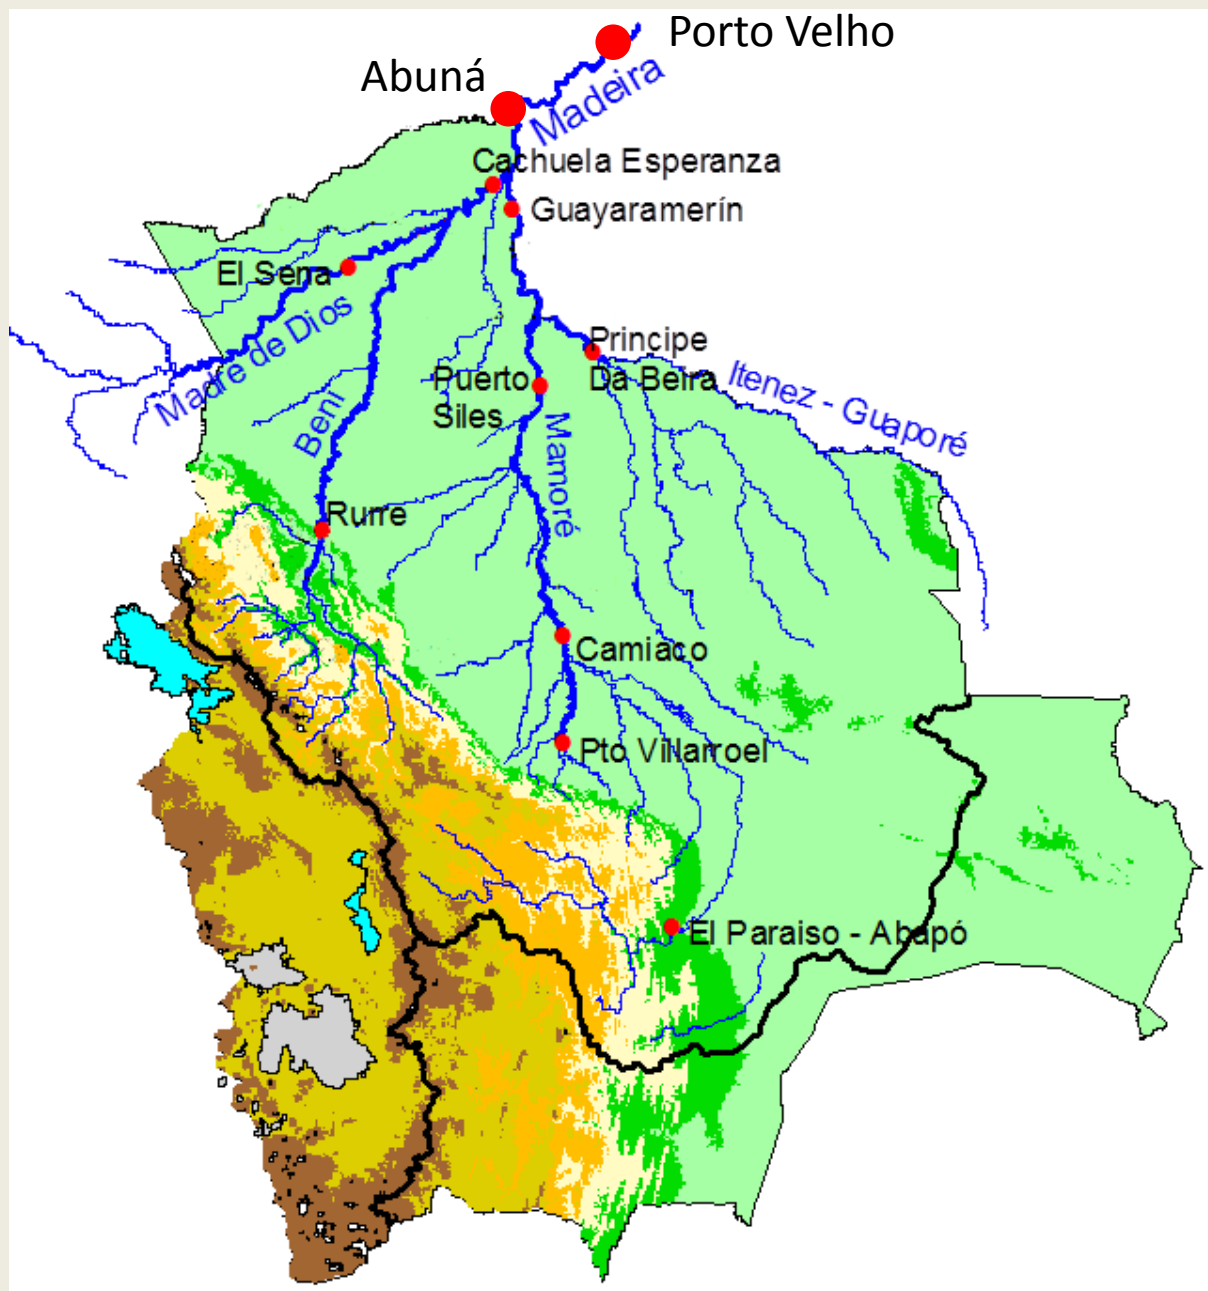 Porto Velho
Abuná
Madeira
Cachuela Esperanza
Guayaramerín
El Sena
Madre de Dios
Principe
Da Beira
Itenez - Guaporé
Puerto
Siles
Beni
Mamoré
Rurre
Camiaco
Pto Villarroel
El Paraiso - Abapó